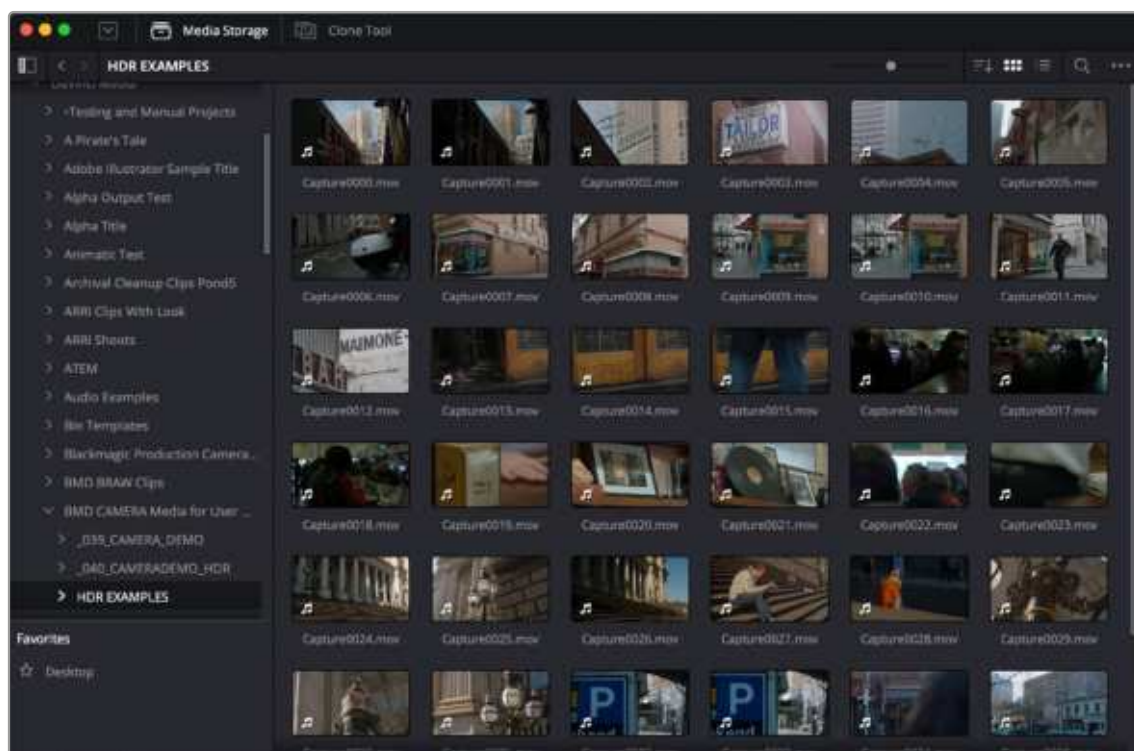 Media Storage
Clone Tool
HDR EXAMPLES
DaVinci Media
Testing and Manual Projects
A Pirate's Tale
Adobe Illustrator Sample Title
Alpha Output Test
Alpha Title
Animatic Test
Archival Cleanup Clips Pond5
ARRI Clips With Look
ARRI Shoots
ATEM
Audio Examples
Bin Templates
Blackmagic Production Camera...
BMD BRAW Clips
BMD CAMERA Media for User ...
_039_CAMERA_DEMO
_040_CAMERADEMO_HDR
HDR EXAMPLES
Favorites
Desktop
TAILOR
Capture0000.mov Capture0001.mov Capture0002.mov Capture0003.mov Capture0004.mov Capture0005.mov
Capture0006.mov Capture0007.mov Capture0008.mov Capture0009.mov Capture0010.mov Capture0011.mov
MAIMONE
Capture0012.mov Capture0013.mov Capture0014.mov Capture0015.mov Capture0016.mov Capture0017.mov
Capture0018.mov Capture0019.mov Capture0020.mov Capture0021.mov Capture0022.mov Capture0023.mov
Capture0024.mov Capture0025.mov Capture0026.mov Capture0027.mov Capture0028.mov Capture0029.mov
P P